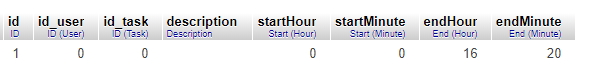 id id_user id_task description startHour startMinute endHour endMinute
ID ID (User) ID (Task) Description Start (Hour) Start (Minute) End (Hour) End (Minute)
1 0 0 0 0 16 20